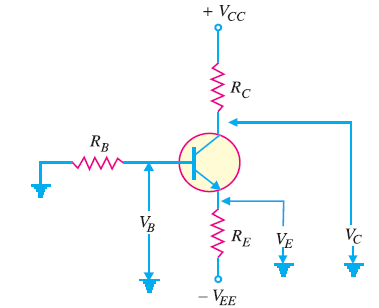 + V_CC
R_C
R_B
V_B
R_E
V_E
V_C
– V_EE